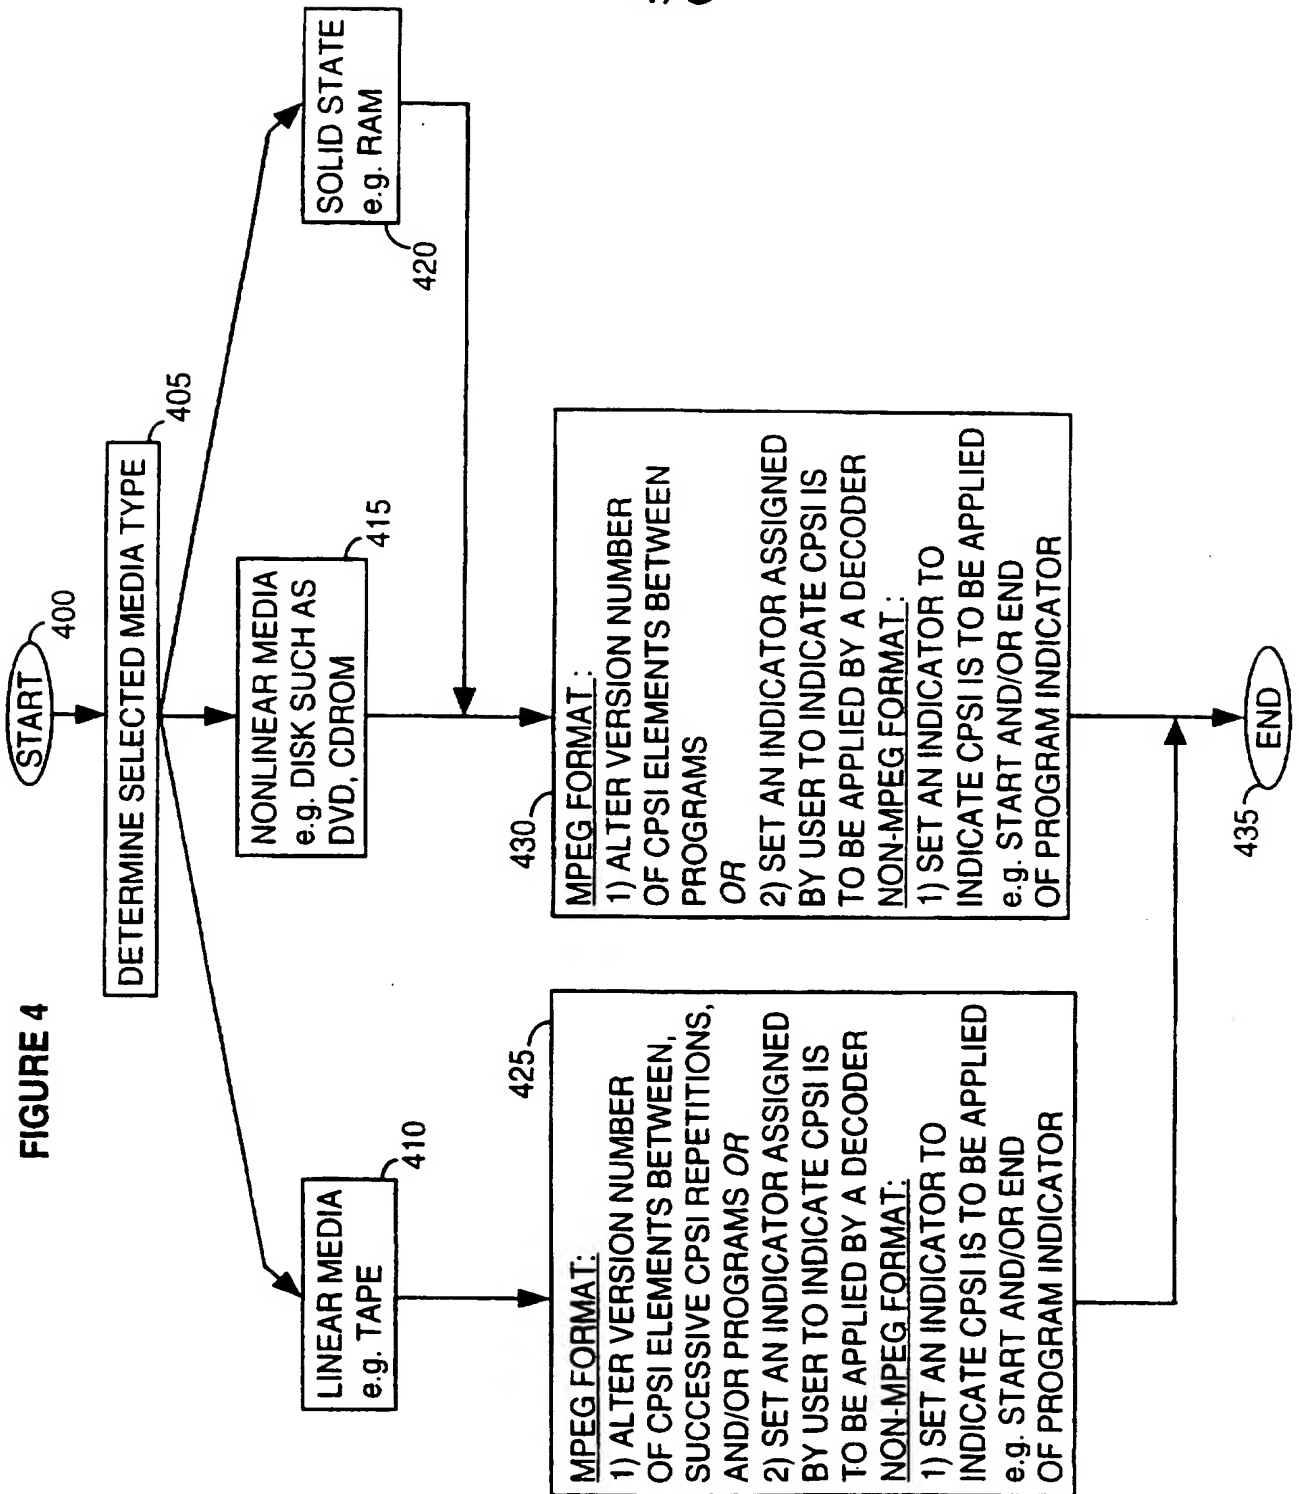 FIGURE 4
START
400
DETERMINE SELECTED MEDIA TYPE
405
LINEAR MEDIA
e.g. TAPE
410
NONLINEAR MEDIA
e.g. DISK SUCH AS
DVD, CDROM
415
SOLID STATE
e.g. RAM
420
425
MPEG FORMAT:
1) ALTER VERSION NUMBER
OF CPSI ELEMENTS BETWEEN,
SUCCESSIVE CPSI REPETITIONS,
AND/OR PROGRAMS OR
2) SET AN INDICATOR ASSIGNED
BY USER TO INDICATE CPSI IS
TO BE APPLIED BY A DECODER
NON-MPEG FORMAT:
1) SET AN INDICATOR TO
INDICATE CPSI IS TO BE APPLIED
e.g. START AND/OR END
OF PROGRAM INDICATOR
430
MPEG FORMAT :
1) ALTER VERSION NUMBER
OF CPSI ELEMENTS BETWEEN
PROGRAMS
OR
2) SET AN INDICATOR ASSIGNED
BY USER TO INDICATE CPSI IS
TO BE APPLIED BY A DECODER
NON-MPEG FORMAT :
1) SET AN INDICATOR TO
INDICATE CPSI IS TO BE APPLIED
e.g. START AND/OR END
OF PROGRAM INDICATOR
435
END